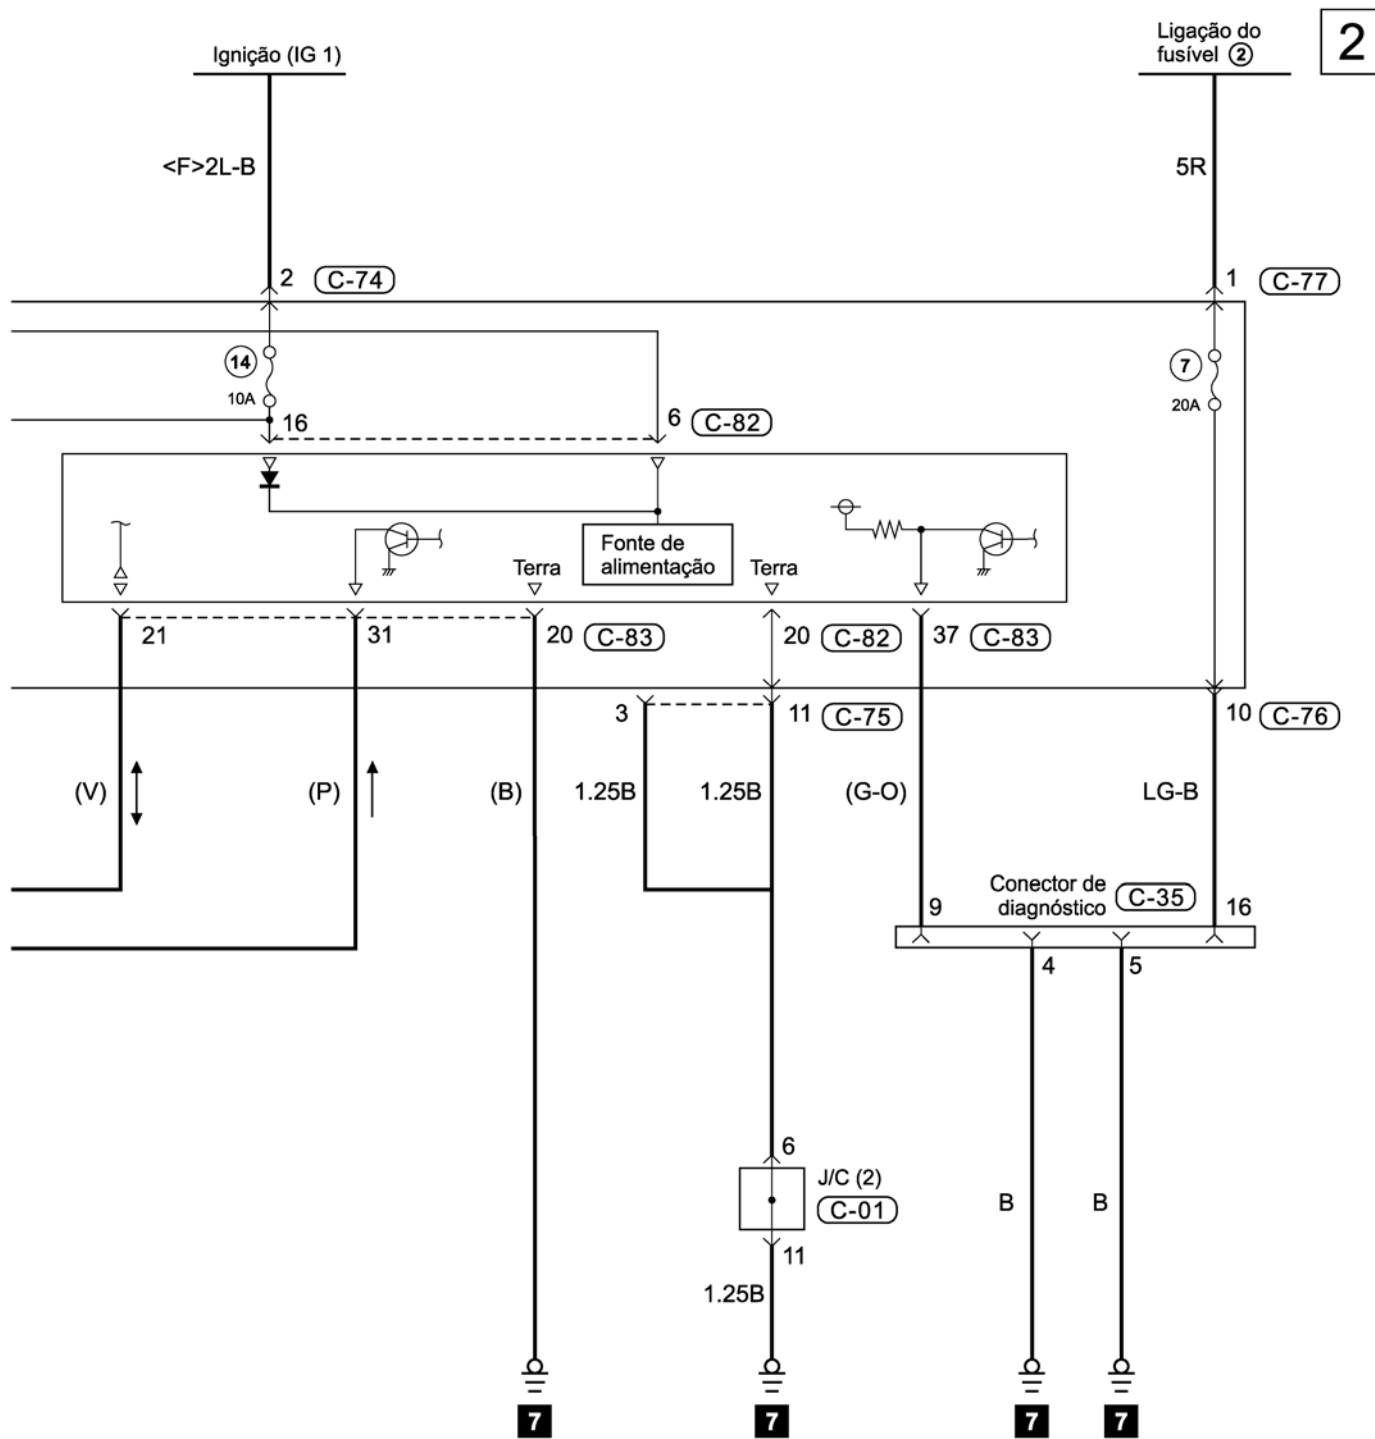 Ignição (IG 1)
Ligação do
fusível ②
2
<F>2L-B
5R
2
C-74
1
C-77
14
10A
7
20A
16
6
C-82
Fonte de
alimentação
Terra
Terra
21
31
20
C-83
20
C-82
37
C-83
3
11
C-75
10
C-76
(V)
(P)
(B)
1.25B
1.25B
(G-O)
LG-B
Conector de
diagnóstico
C-35
9
16
4
5
6
J/C (2)
C-01
11
1.25B
B
B
7
7
7
7